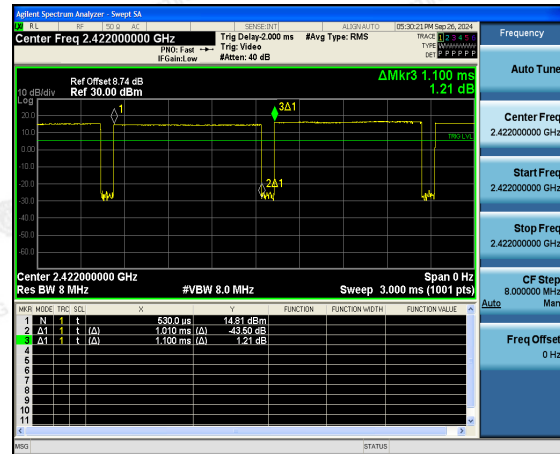 Agilent Spectrum Analyzer - Swept SA
RL RF 50 Ω AC SENSE:INT ALIGN AUTO 05:30:21 PM Sep 26, 2024
Center Freq 2.422000000 GHz
PNO: Fast
IFGain:Low
Trig Delay-2.000 ms
Trig: Video
#Atten: 40 dB
#Avg Type: RMS
TRACE 1 2 3 4 5 6
TYPE WWWWWW
DET P P P P P P
Ref Offset 8.74 dB
Ref 30.00 dBm
ΔMkr3 1.100 ms
1.21 dB
10 dB/div
Log
20.0
10.0
0.00
-10.0
-20.0
-30.0
-40.0
-50.0
-60.0
1
3Δ1
2Δ1
TRIG LVL
Center 2.422000000 GHz Span 0 Hz
Res BW 8 MHz #VBW 8.0 MHz Sweep 3.000 ms (1001 pts)
MKR MODE TRC SCL X Y FUNCTION FUNCTION WIDTH FUNCTION VALUE
1 N 1 t 530.0 µs 14.81 dBm
2 Δ1 1 t (Δ) 1.010 ms (Δ) -43.50 dB
3 Δ1 1 t (Δ) 1.100 ms (Δ) 1.21 dB
4
5
6
7
8
9
10
11
MSG STATUS
Frequency
Auto Tune
Center Freq
2.422000000 GHz
Start Freq
2.422000000 GHz
Stop Freq
2.422000000 GHz
CF Step
8.000000 MHz
Auto Man
Freq Offset
0 Hz